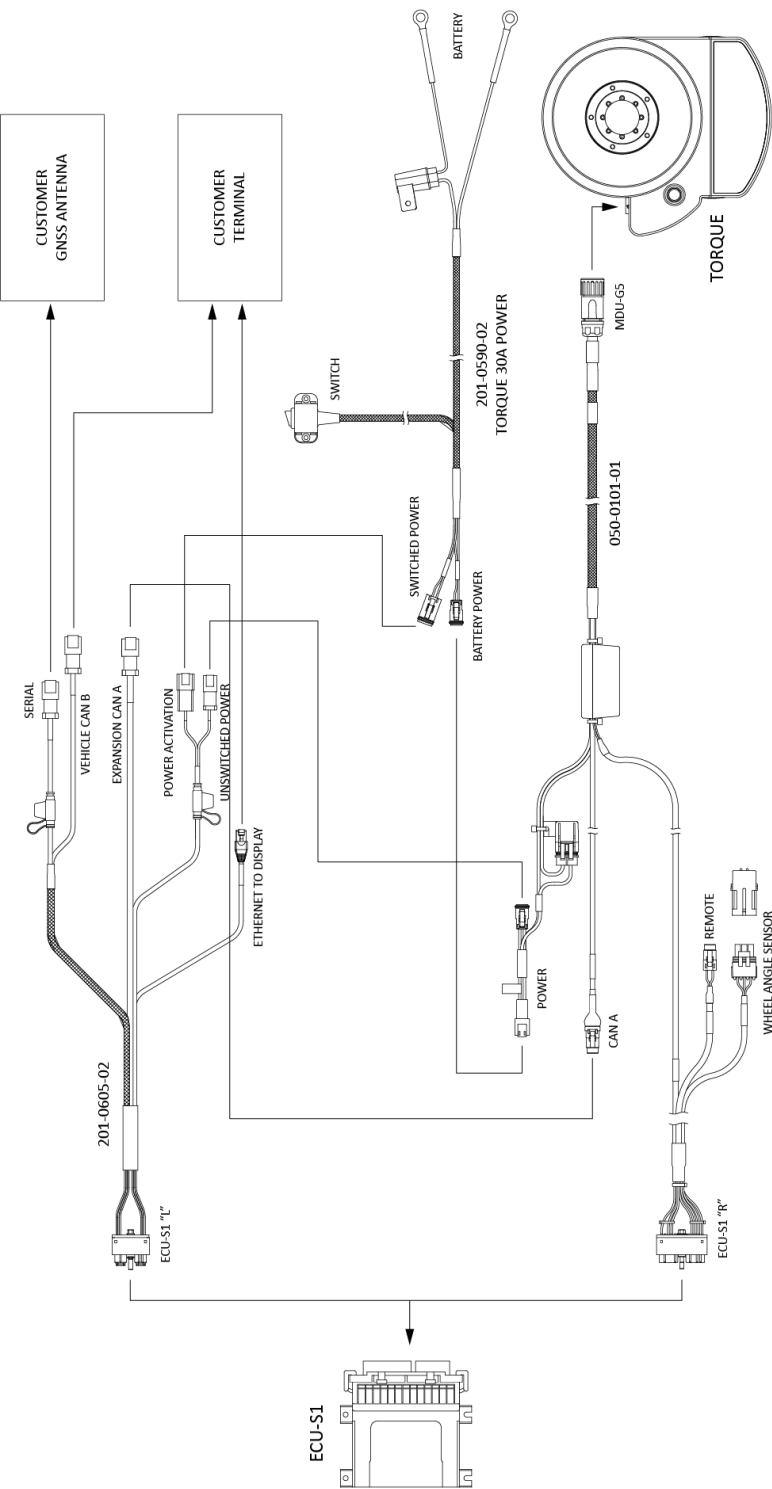 CUSTOMER
GNSS ANTENNA
CUSTOMER
TERMINAL
BATTERY
TORQUE
MDU-G5
SWITCH
201-0590-02
TORQUE 30A POWER
050-0101-01
SWITCHED POWER
BATTERY POWER
SERIAL
VEHICLE CAN B
EXPANSION CAN A
POWER ACTIVATION
UNSWITCHED POWER
ETHERNET TO DISPLAY
201-0605-02
ECU-S1 "L"
POWER
CAN A
REMOTE
WHEEL ANGLE SENSOR
ECU-S1 "R"
ECU-S1